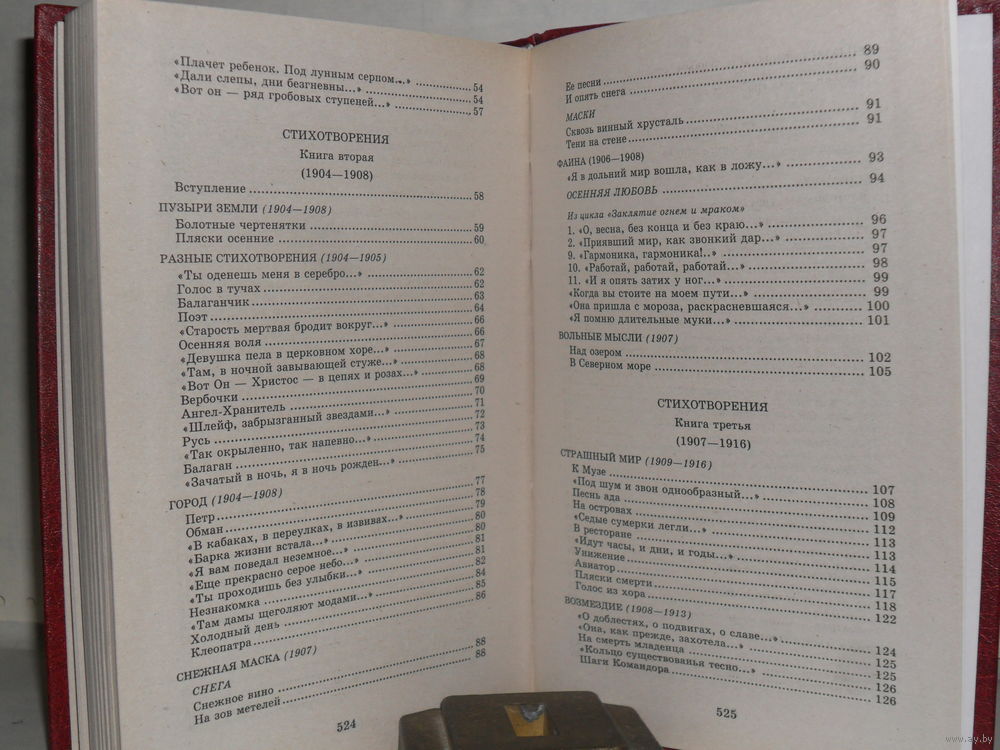 «Плачет ребенок. Под лунным серпом...» 54
«Дали слепы, дни безгневны...» 54
«Вот он — ряд гробовых ступеней...» 57
СТИХОТВОРЕНИЯ
Книга вторая
(1904—1908)
Вступление 58
ПУЗЫРИ ЗЕМЛИ (1904—1908)
Болотные чертенятки 59
Пляски осенние 60
РАЗНЫЕ СТИХОТВОРЕНИЯ (1904—1905)
«Ты оденешь меня в серебро...» 62
Голос в тучах 62
Балаганчик 63
Поэт 64
«Старость мертвая бродит вокруг...» 66
Осенняя воля 66
«Девушка пела в церковном хоре...» 67
«Там, в ночной завывающей стуже...» 68
«Вот Он — Христос — в цепях и розах...» 68
Вербочки 69
Ангел-Хранитель 70
«Шлейф, забрызганный звездами...» 71
Русь 72
«Так окрыленно, так напевно...» 73
Балаган 74
«Зачатый в ночь, я в ночь рожден...» 75
ГОРОД (1904—1908)
Петр 77
Обман 78
«В кабаках, в переулках, в извивах...» 79
«Барка жизни встала...» 80
«Я вам поведал неземное...» 80
«Еще прекрасно серое небо...» 81
«Ты проходишь без улыбки...» 81
Незнакомка 82
«Там дамы щеголяют модами...» 84
Холодный день 85
Клеопатра 86
СНЕЖНАЯ МАСКА (1907)
СНЕГА
Снежное вино 88
На зов метелей 88
524
Ее песни 89
И опять снега 90
МАСКИ
Сквозь винный хрусталь 91
Тени на стене 91
ФАИНА (1906—1908)
«Я в дольний мир вошла, как в ложу...» 93
ОСЕННЯЯ ЛЮБОВЬ 94
Из цикла «Заклятие огнем и мраком»
1. «О, весна, без конца и без краю...» 96
2. «Приявший мир, как звонкий дар...» 97
9. «Гармоника, гармоника!..» 97
10. «Работай, работай, работай...» 98
11. «И я опять затих у ног...» 99
«Когда вы стоите на моем пути...» 99
«Она пришла с мороза, раскрасневшаяся...» 100
«Я помню длительные муки...» 101
ВОЛЬНЫЕ МЫСЛИ (1907)
Над озером 102
В Северном море 105
СТИХОТВОРЕНИЯ
Книга третья
(1907—1916)
СТРАШНЫЙ МИР (1909—1916)
К Музе 107
«Под шум и звон однообразный...» 108
Песнь ада 109
На островах 112
«Седые сумерки легли...» 113
В ресторане 113
«Идут часы, и дни, и годы...» 114
Унижение 115
Авиатор 117
Пляски смерти 118
Голос из хора 122
ВОЗМЕЗДИЕ (1908—1913)
«О доблестях, о подвигах, о славе...» 124
«Она, как прежде, захотела...» 125
На смерть младенца 125
«Кольцо существованья тесно...» 126
Шаги Командора 126
525
www.ay.by